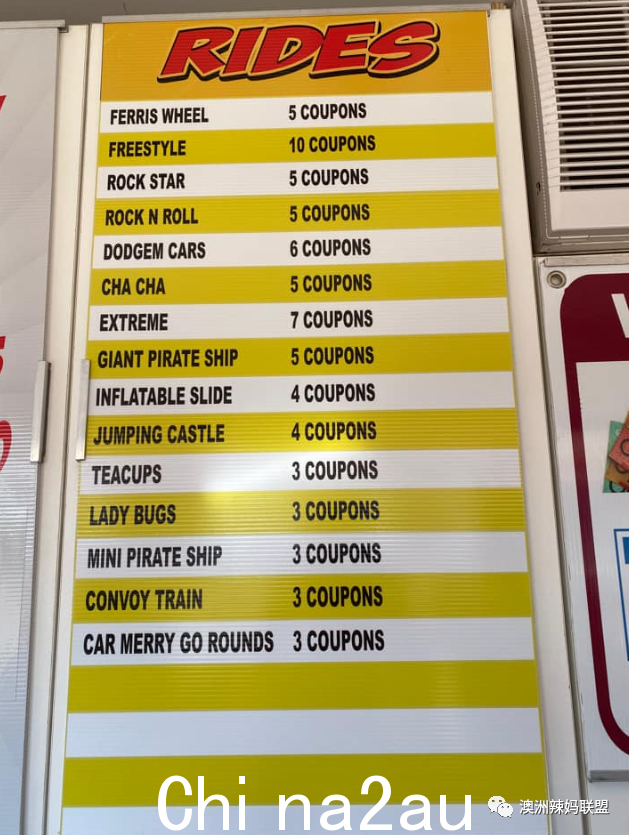 RIDES
FERRIS WHEEL 5 COUPONS
FREESTYLE 10 COUPONS
ROCK STAR 5 COUPONS
ROCK N ROLL 5 COUPONS
DODGEM CARS 6 COUPONS
CHA CHA 5 COUPONS
EXTREME 7 COUPONS
GIANT PIRATE SHIP 5 COUPONS
INFLATABLE SLIDE 4 COUPONS
JUMPING CASTLE 4 COUPONS
TEACUPS 3 COUPONS
LADY BUGS 3 COUPONS
MINI PIRATE SHIP 3 COUPONS
CONVOY TRAIN 3 COUPONS
CAR MERRY GO ROUNDS 3 COUPONS
China2au
澳洲辣妈联盟